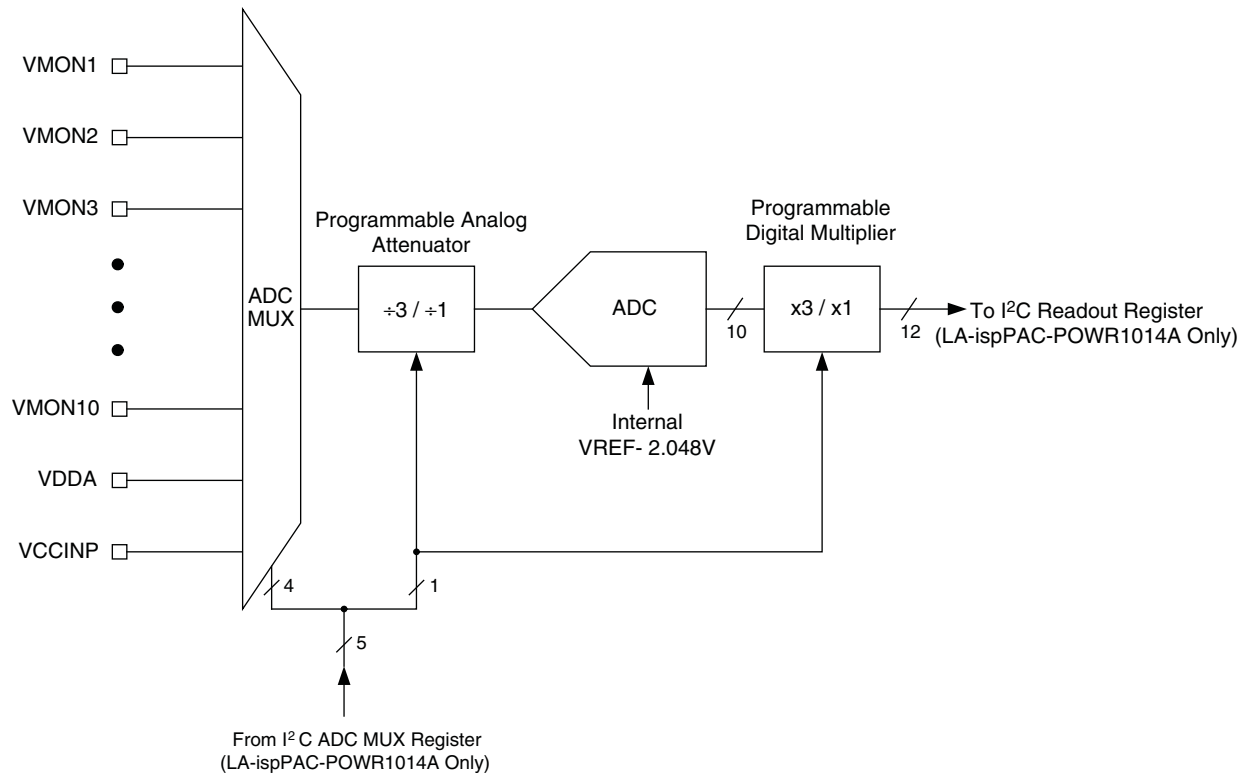 VMON1
VMON2
VMON3
VMON10
VDDA
VCCINP
ADC
MUX
Programmable Analog
Attenuator
÷3 / ÷1
ADC
10
Internal
VREF- 2.048V
Programmable
Digital Multiplier
x3 / x1
12
To I²C Readout Register
(LA-ispPAC-POWR1014A Only)
4
1
5
From I² C ADC MUX Register
(LA-ispPAC-POWR1014A Only)